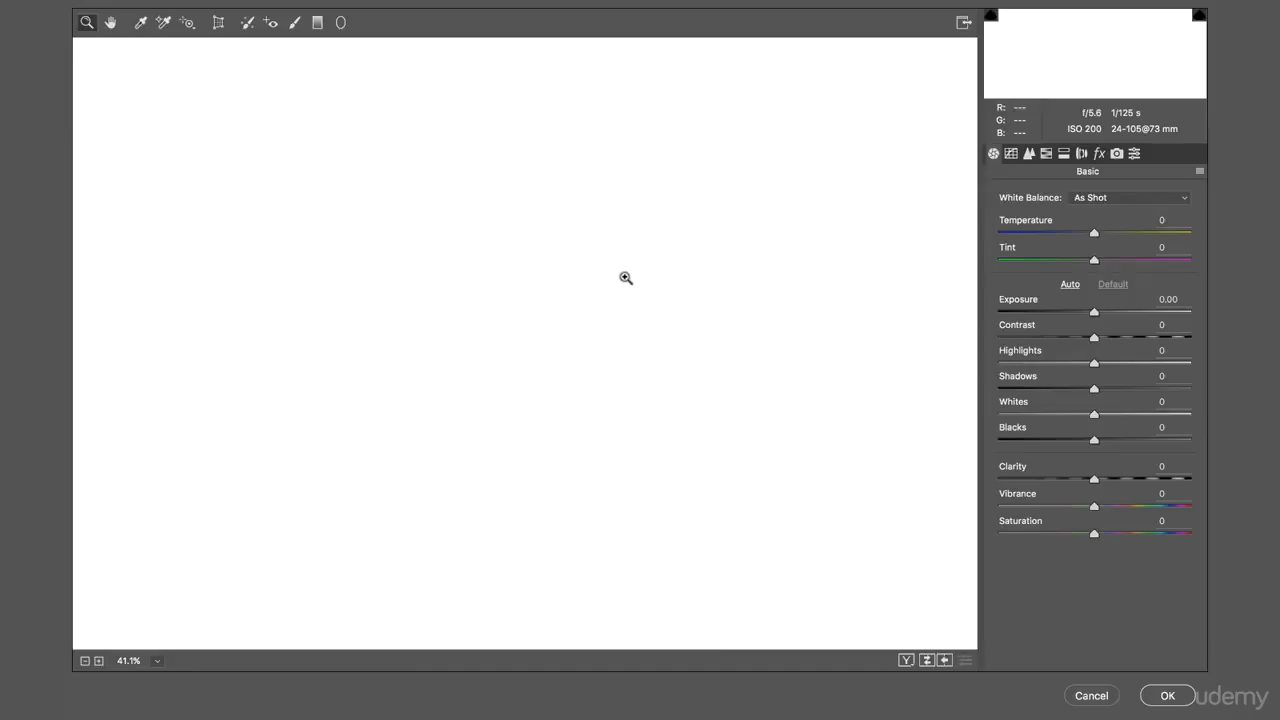 R: ---
G: ---
B: ---
f/5.6 1/125 s
ISO 200 24-105@73 mm
fx
Basic
White Balance: As Shot
Temperature 0
Tint 0
Auto Default
Exposure 0.00
Contrast 0
Highlights 0
Shadows 0
Whites 0
Blacks 0
Clarity 0
Vibrance 0
Saturation 0
41.1%
Y
Cancel OK
udemy